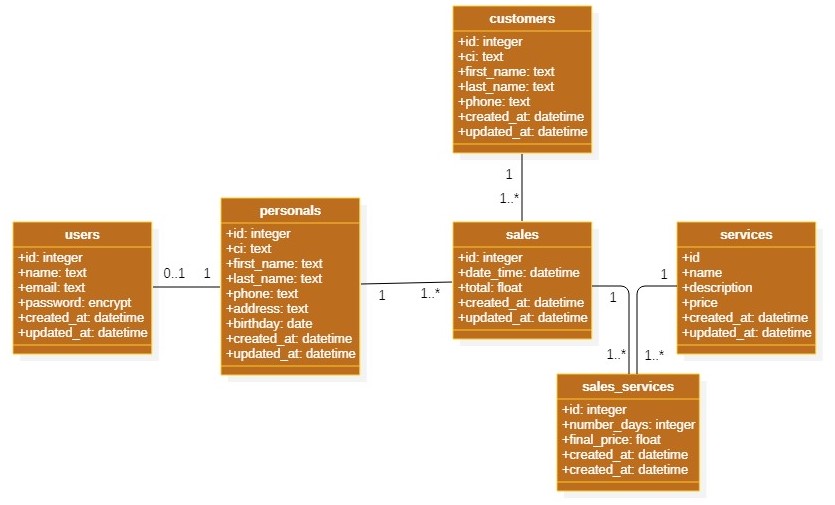 customers
+id: integer
+ci: text
+first_name: text
+last_name: text
+phone: text
+created_at: datetime
+updated_at: datetime
1
1..*
users
+id: integer
+name: text
+email: text
+password: encrypt
+created_at: datetime
+updated_at: datetime
0..1
1
personals
+id: integer
+ci: text
+first_name: text
+last_name: text
+phone: text
+address: text
+birthday: date
+created_at: datetime
+updated_at: datetime
1
1..*
sales
+id: integer
+date_time: datetime
+total: float
+created_at: datetime
+updated_at: datetime
1
1..*
services
+id
+name
+description
+price
+created_at: datetime
+updated_at: datetime
1
1..*
sales_services
+id: integer
+number_days: integer
+final_price: float
+created_at: datetime
+created_at: datetime